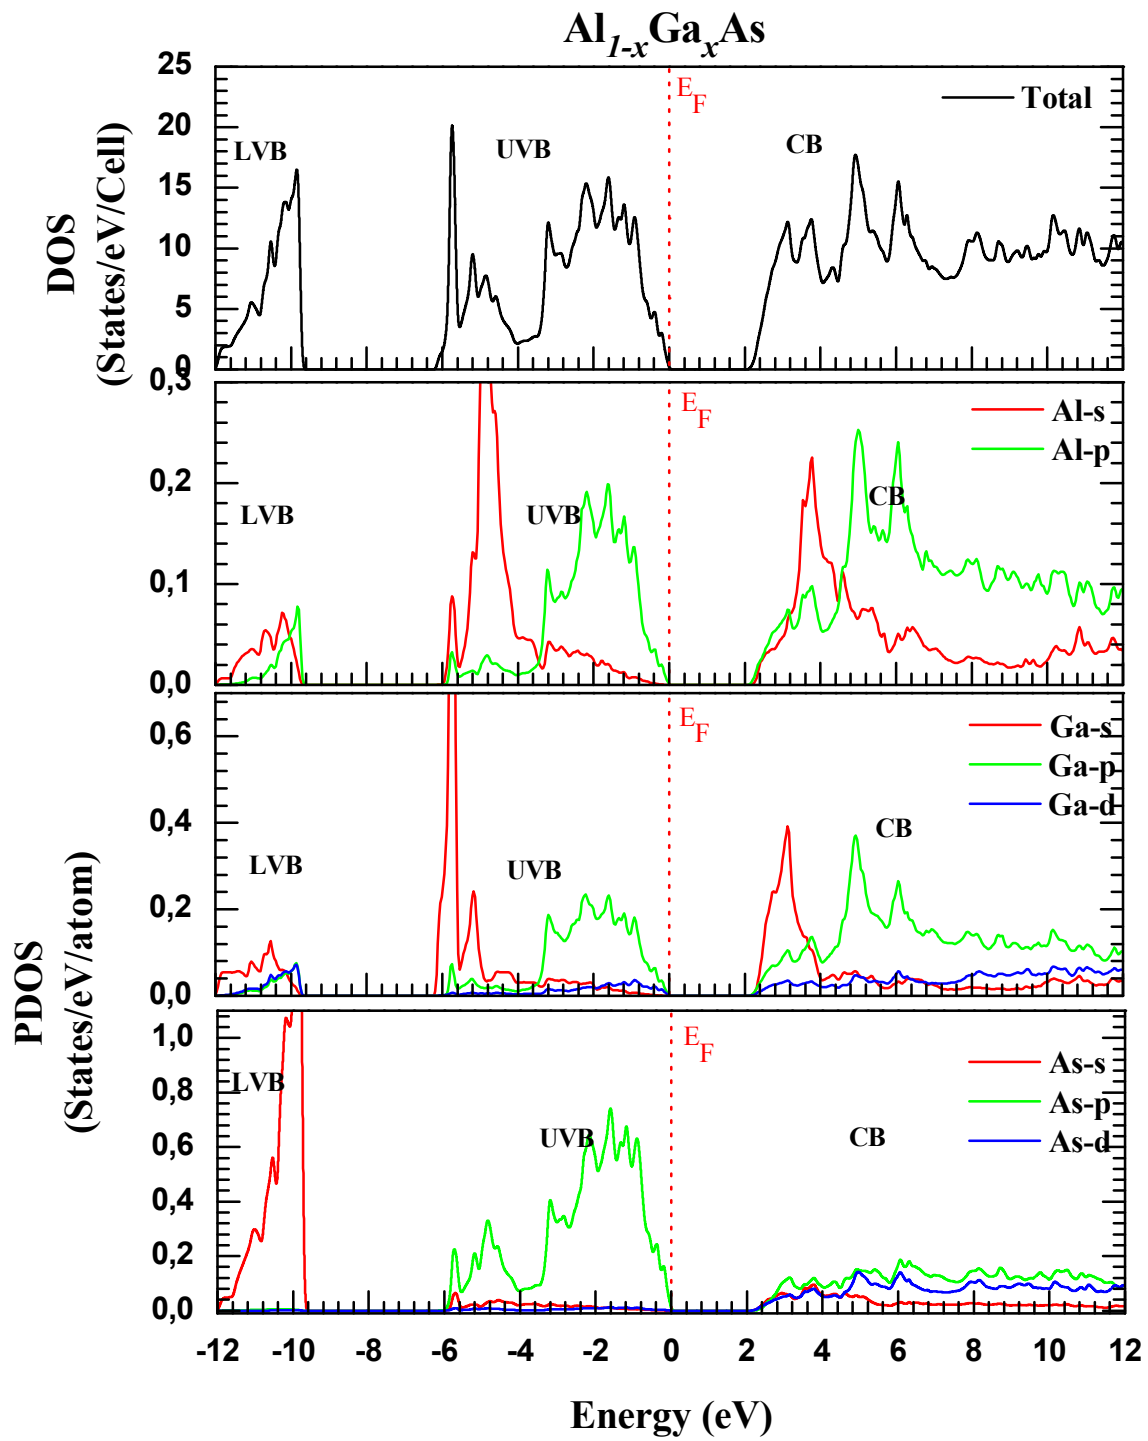 Al1-xGaxAs
DOS
(States/eV/Cell)
25
20
15
10
5
0
LVB
UVB
EF
CB
Total
0,3
0,2
0,1
0,0
LVB
UVB
EF
CB
Al-s
Al-p
PDOS
(States/eV/atom)
0,6
0,4
0,2
0,0
LVB
UVB
EF
CB
Ga-s
Ga-p
Ga-d
1,0
0,8
0,6
0,4
0,2
0,0
LVB
UVB
EF
CB
As-s
As-p
As-d
-12 -10 -8 -6 -4 -2 0 2 4 6 8 10 12
Energy (eV)